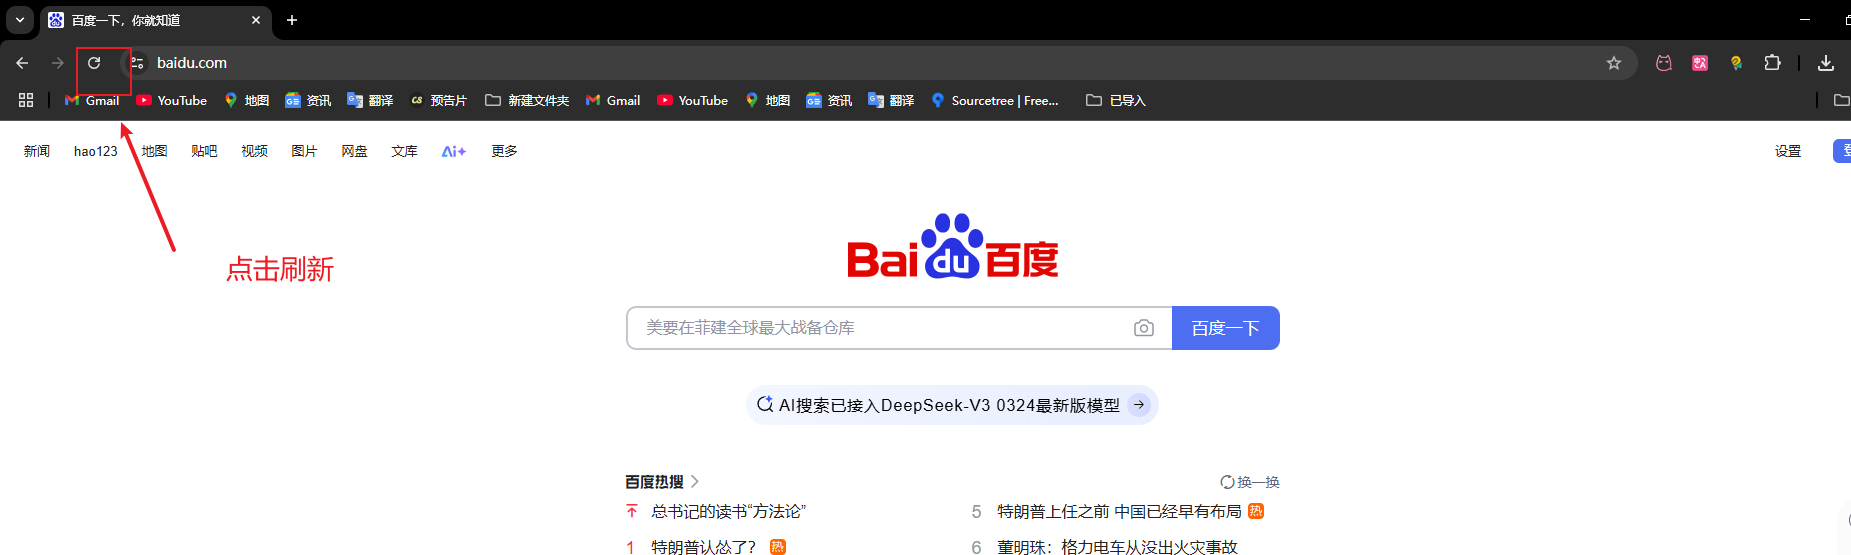 百度一下，你就知道
baidu.com
Gmail YouTube 地图 资讯 翻译 预告片 新建文件夹 Gmail YouTube 地图 资讯 翻译 Sourcetree | Free... 已导入
新闻 hao123 地图 贴吧 视频 图片 网盘 文库 Ai+ 更多 设置
点击刷新
Bai du 百度
美要在菲建全球最大战备仓库 百度一下
AI搜索已接入DeepSeek-V3 0324最新版模型
百度热搜 换一换
总书记的读书“方法论” 5 特朗普上任之前 中国已经早有布局 热
1 特朗普认怂了？ 热 6 董明珠：格力电车从没出火灾事故